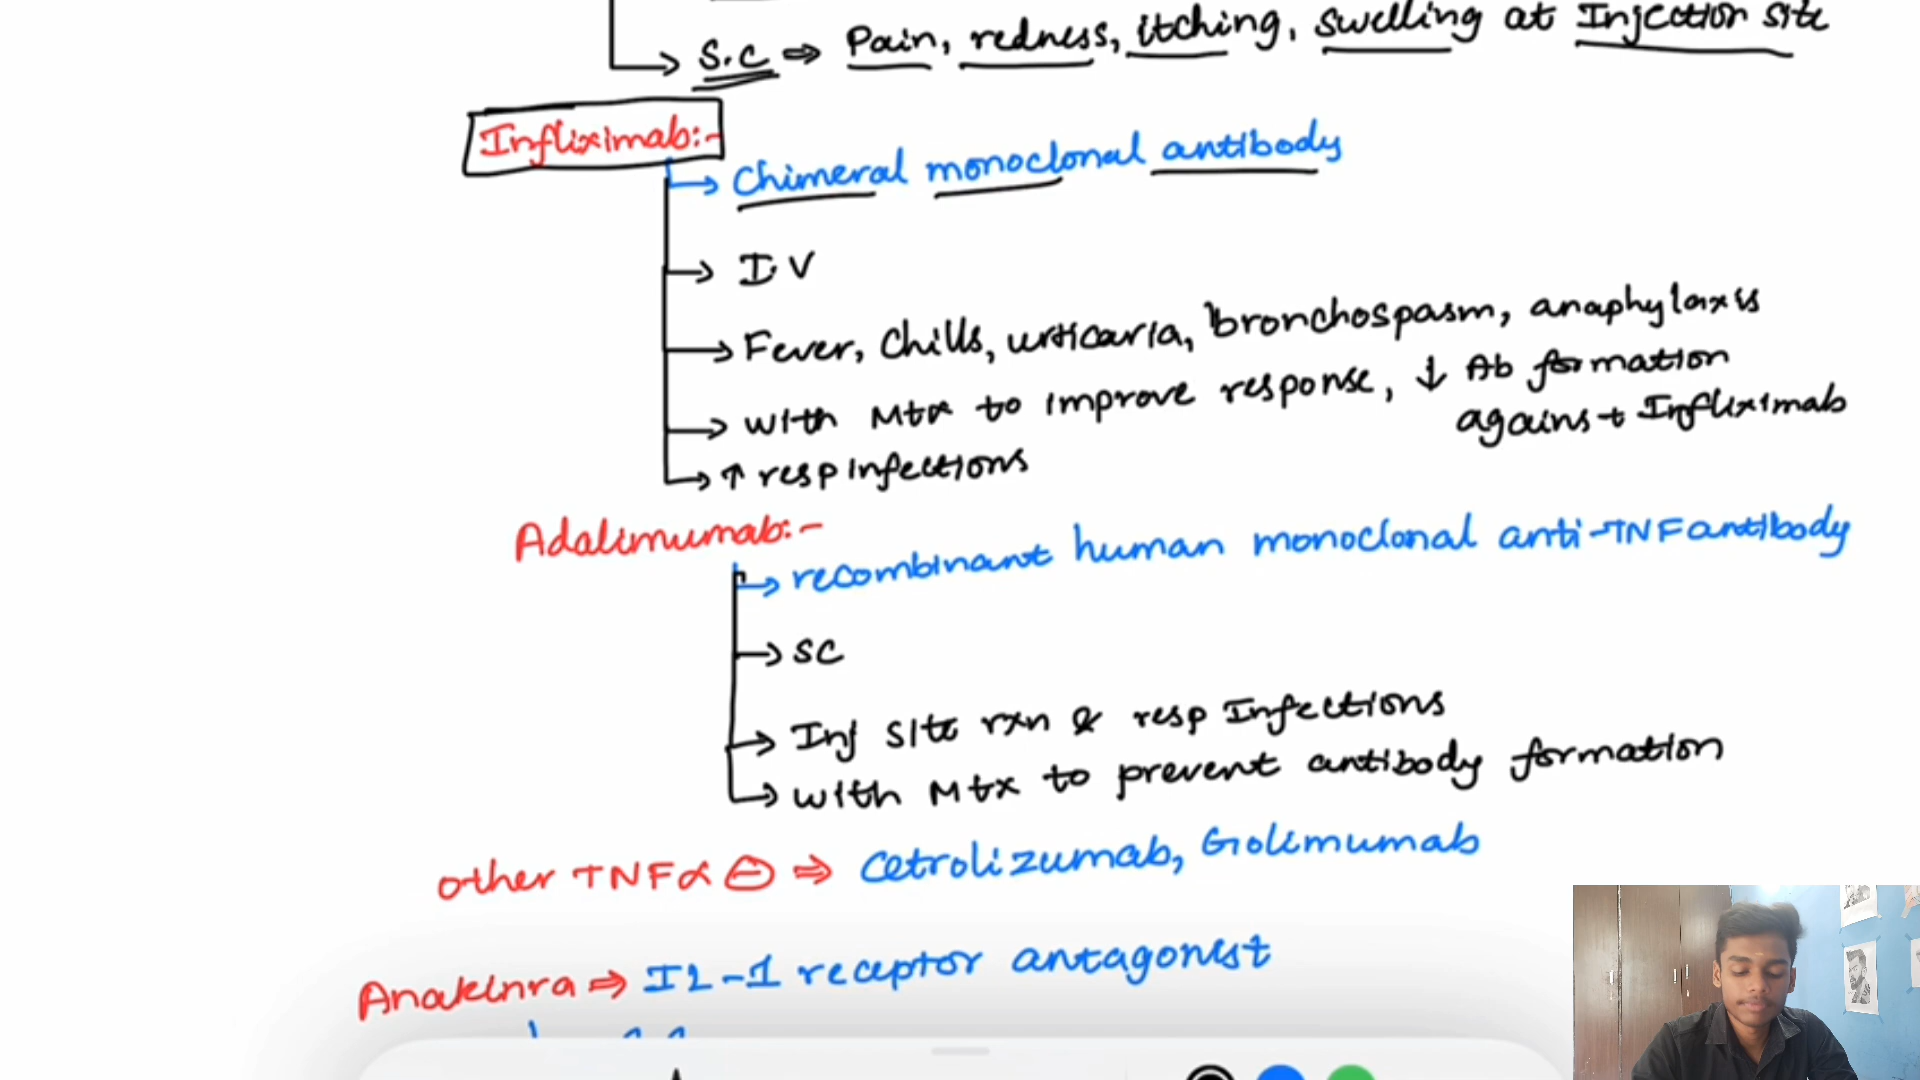 S.C ⇒ Pain, redness, itching, swelling at Injection site
Infliximab:-
Chimeral monoclonal antibody
I.V
Fever, Chills, urticaria, bronchospasm, anaphylaxis
with Mtx to improve response, ↓ Ab formation
against Infliximab
↑ resp infections
Adalimumab:-
recombinant human monoclonal anti-TNF antibody
SC
Inj site rxn & resp Infections
with Mtx to prevent antibody formation
other TNFα ⊖ ⇒ Cetrolizumab, Golimumab
Anakinra ⇒ IL-1 receptor antagonist